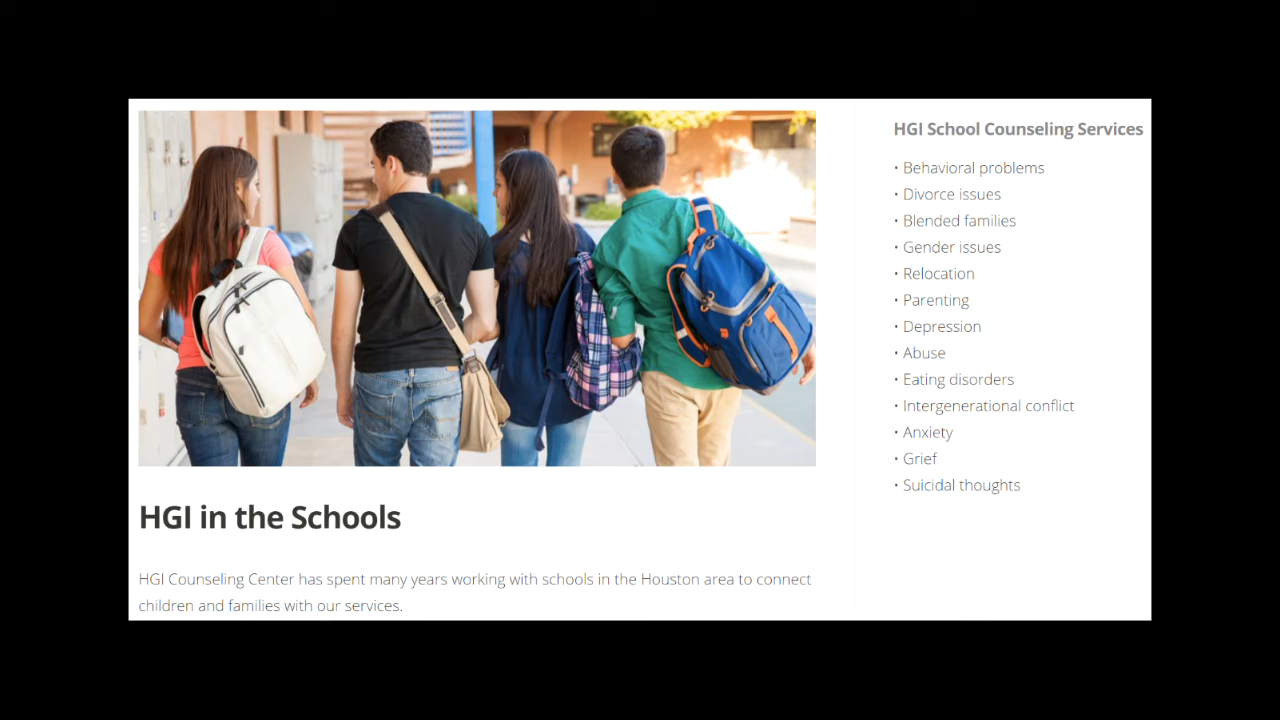 HGI School Counseling Services
• Behavioral problems
• Divorce issues
• Blended families
• Gender issues
• Relocation
• Parenting
• Depression
• Abuse
• Eating disorders
• Intergenerational conflict
• Anxiety
• Grief
• Suicidal thoughts
HGI in the Schools
HGI Counseling Center has spent many years working with schools in the Houston area to connect
children and families with our services.